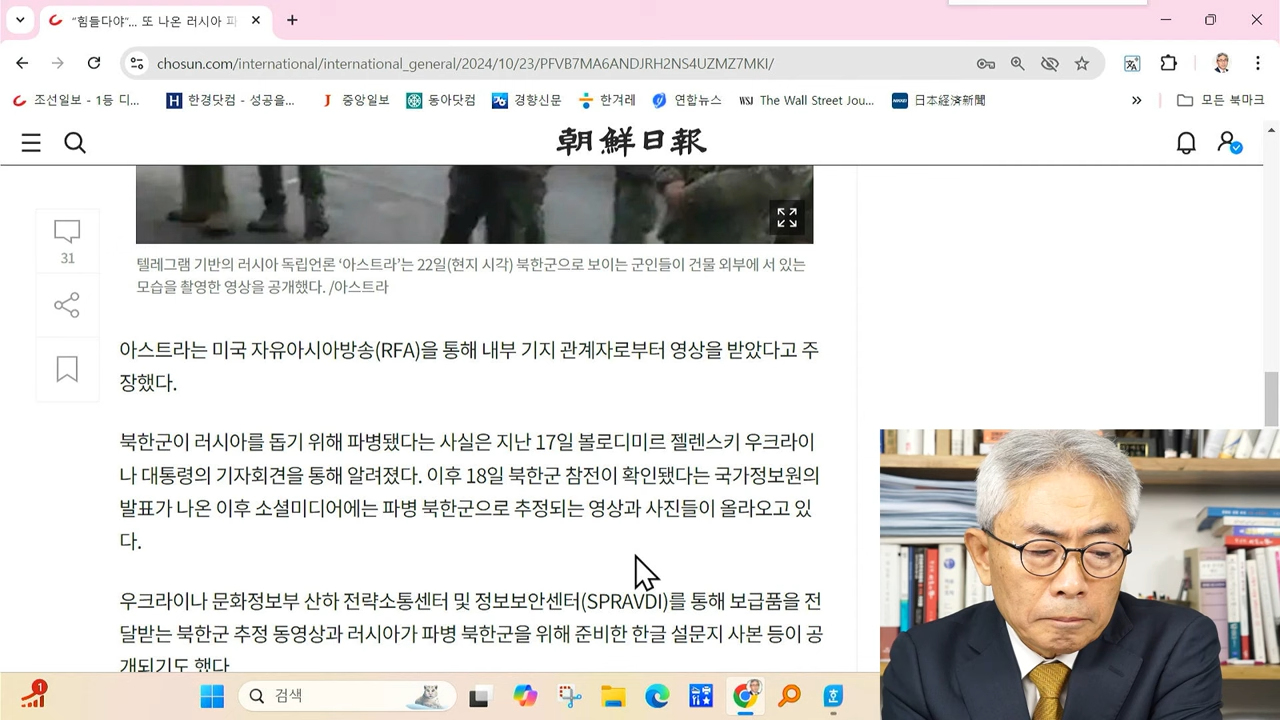 “힘들다야”... 또 나온 러시아 파
chosun.com/international/international_general/2024/10/23/PFVB7MA6ANDJRH2NS4UZMZ7MKI/
조선일보 - 1등 디...
한경닷컴 - 성공을...
중앙일보
동아닷컴
경향신문
한겨레
연합뉴스
WSJ The Wall Street Jou...
NIKKEI 日本経済新聞
모든 북마크
朝鮮日報
31
텔레그램 기반의 러시아 독립언론 ‘아스트라’는 22일(현지 시각) 북한군으로 보이는 군인들이 건물 외부에 서 있는
모습을 촬영한 영상을 공개했다. /아스트라
아스트라는 미국 자유아시아방송(RFA)을 통해 내부 기지 관계자로부터 영상을 받았다고 주
장했다.
북한군이 러시아를 돕기 위해 파병됐다는 사실은 지난 17일 볼로디미르 젤렌스키 우크라이
나 대통령의 기자회견을 통해 알려졌다. 이후 18일 북한군 참전이 확인됐다는 국가정보원의
발표가 나온 이후 소셜미디어에는 파병 북한군으로 추정되는 영상과 사진들이 올라오고 있
다.
우크라이나 문화정보부 산하 전략소통센터 및 정보보안센터(SPRAVDI)를 통해 보급품을 전
달받는 북한군 추정 동영상과 러시아가 파병 북한군을 위해 준비한 한글 설문지 사본 등이 공
개되기도 했다
1
검색